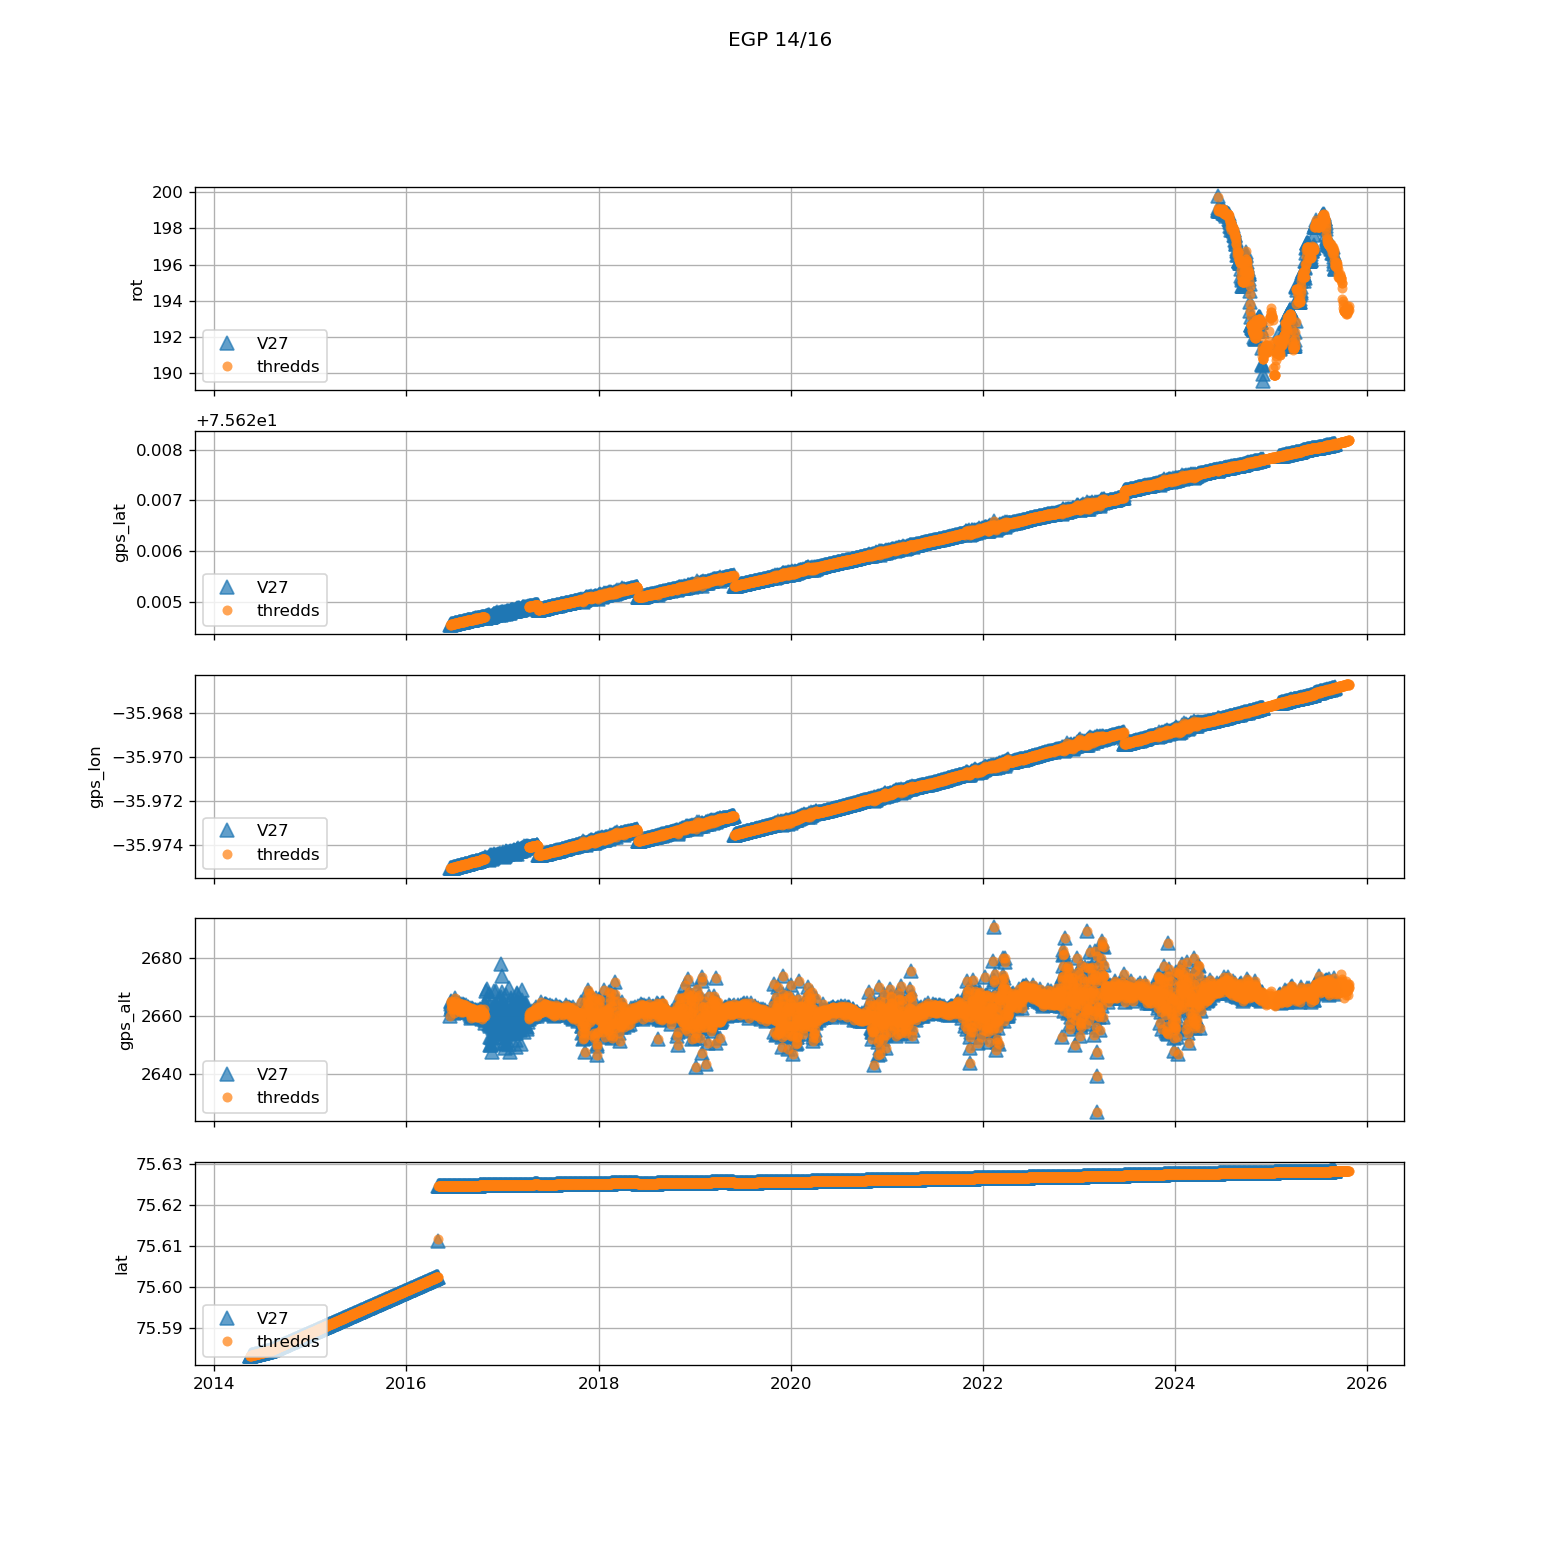 EGP 14/16
200
198
196
194
192
190
rot
V27
thredds
+7.562e1
0.008
0.007
0.006
0.005
gps_lat
V27
thredds
−35.968
−35.970
−35.972
−35.974
gps_lon
V27
thredds
2680
2660
2640
gps_alt
V27
thredds
75.63
75.62
75.61
75.60
75.59
lat
V27
thredds
2014 2016 2018 2020 2022 2024 2026